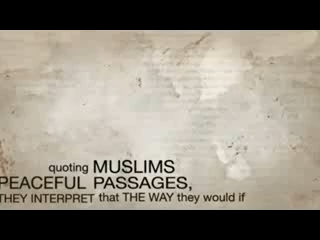 quoting MUSLIMS
PEACEFUL PASSAGES,
THEY INTERPRET that THE WAY they would if